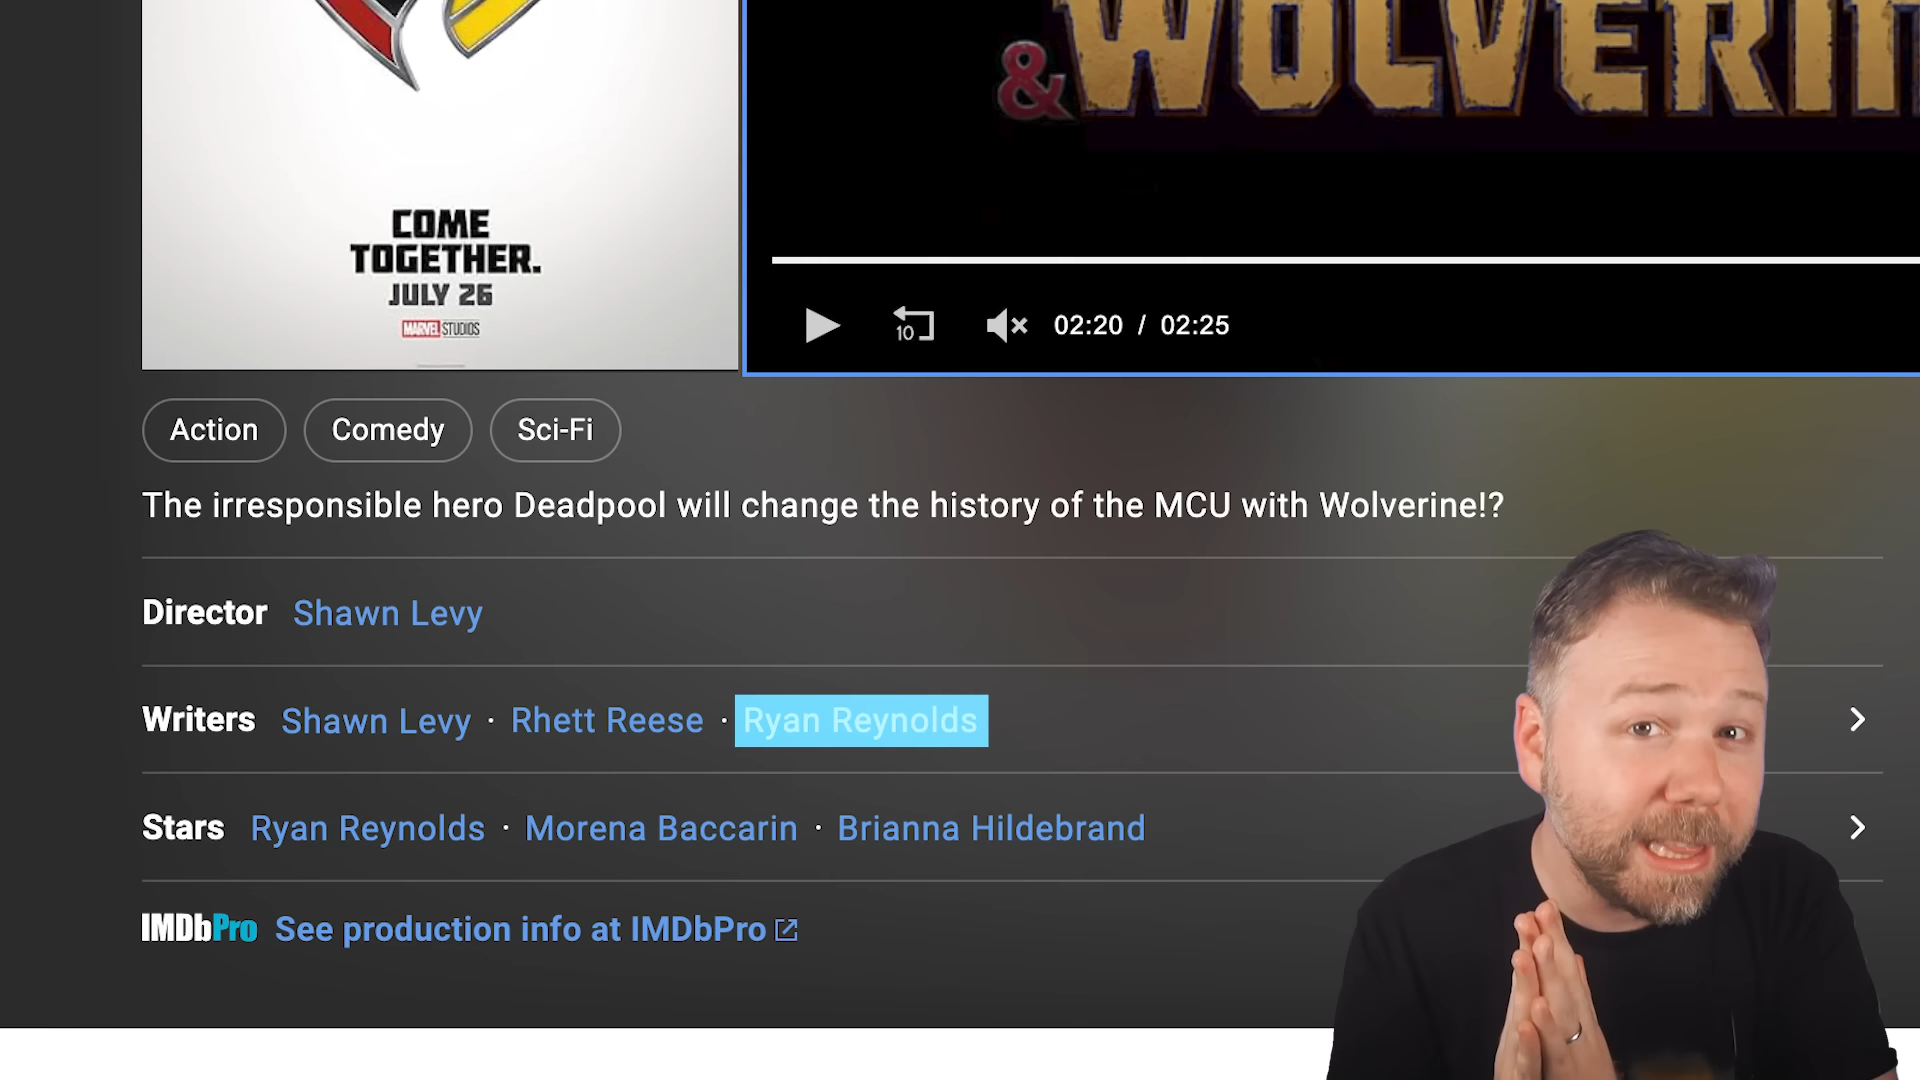 COME
TOGETHER.
JULY 26
MARVEL STUDIOS
& WOLVERIN
10 02:20 / 02:25
Action Comedy Sci-Fi
The irresponsible hero Deadpool will change the history of the MCU with Wolverine!?
Director Shawn Levy
Writers Shawn Levy · Rhett Reese · Ryan Reynolds
Stars Ryan Reynolds · Morena Baccarin · Brianna Hildebrand
IMDbPro See production info at IMDbPro